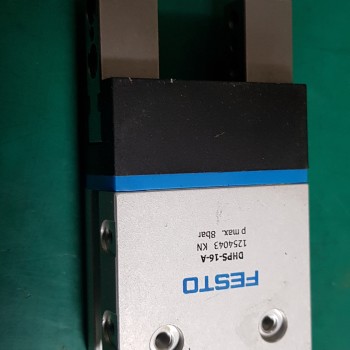 FESTO
DHPS-16-A
1254043 KN
p max. 8bar